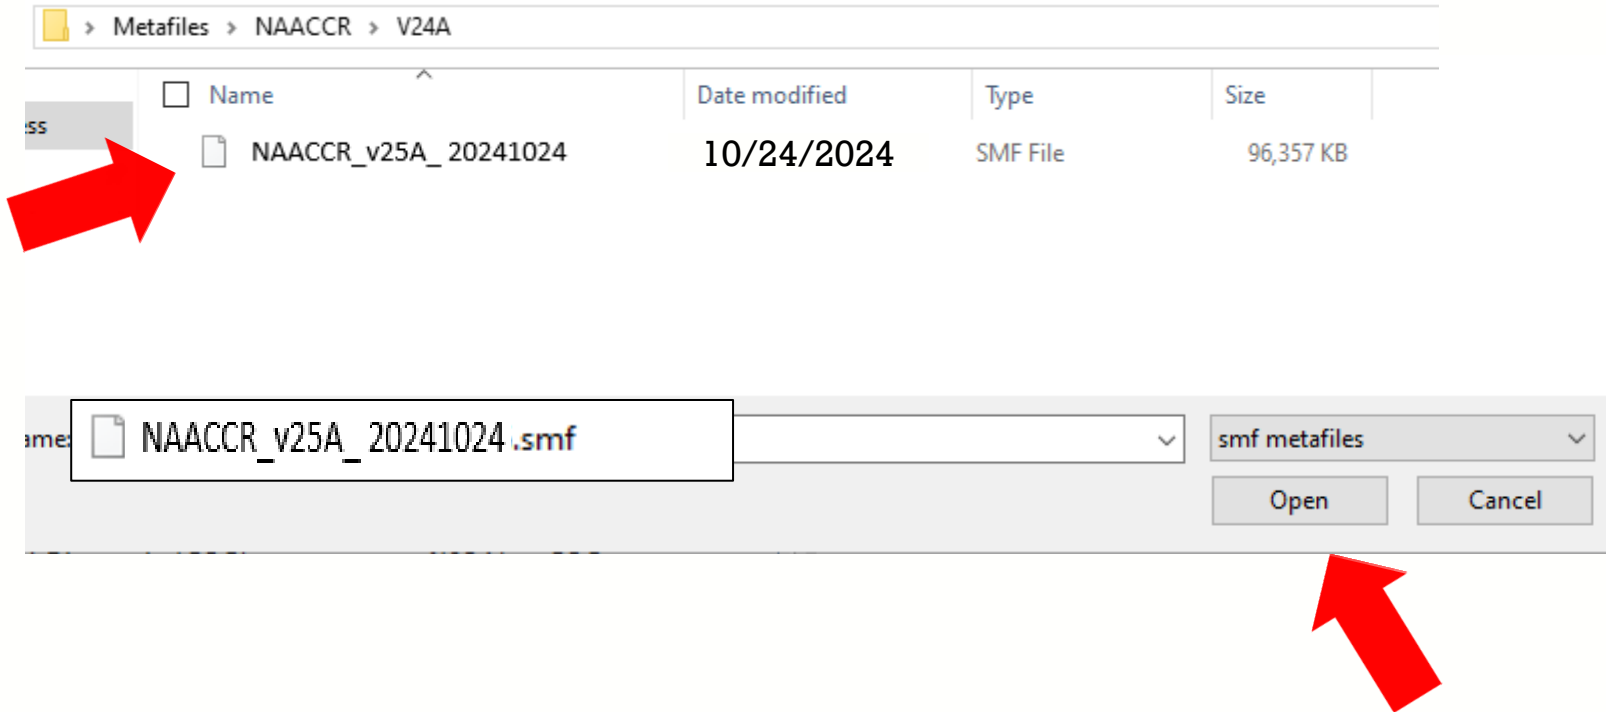 > Metafiles > NAACCR > V24A
Name Date modified Type Size
ss
NAACCR_v25A_ 20241024 10/24/2024 SMF File 96,357 KB
ame: NAACCR_v25A_ 20241024 .smf smf metafiles
Open Cancel